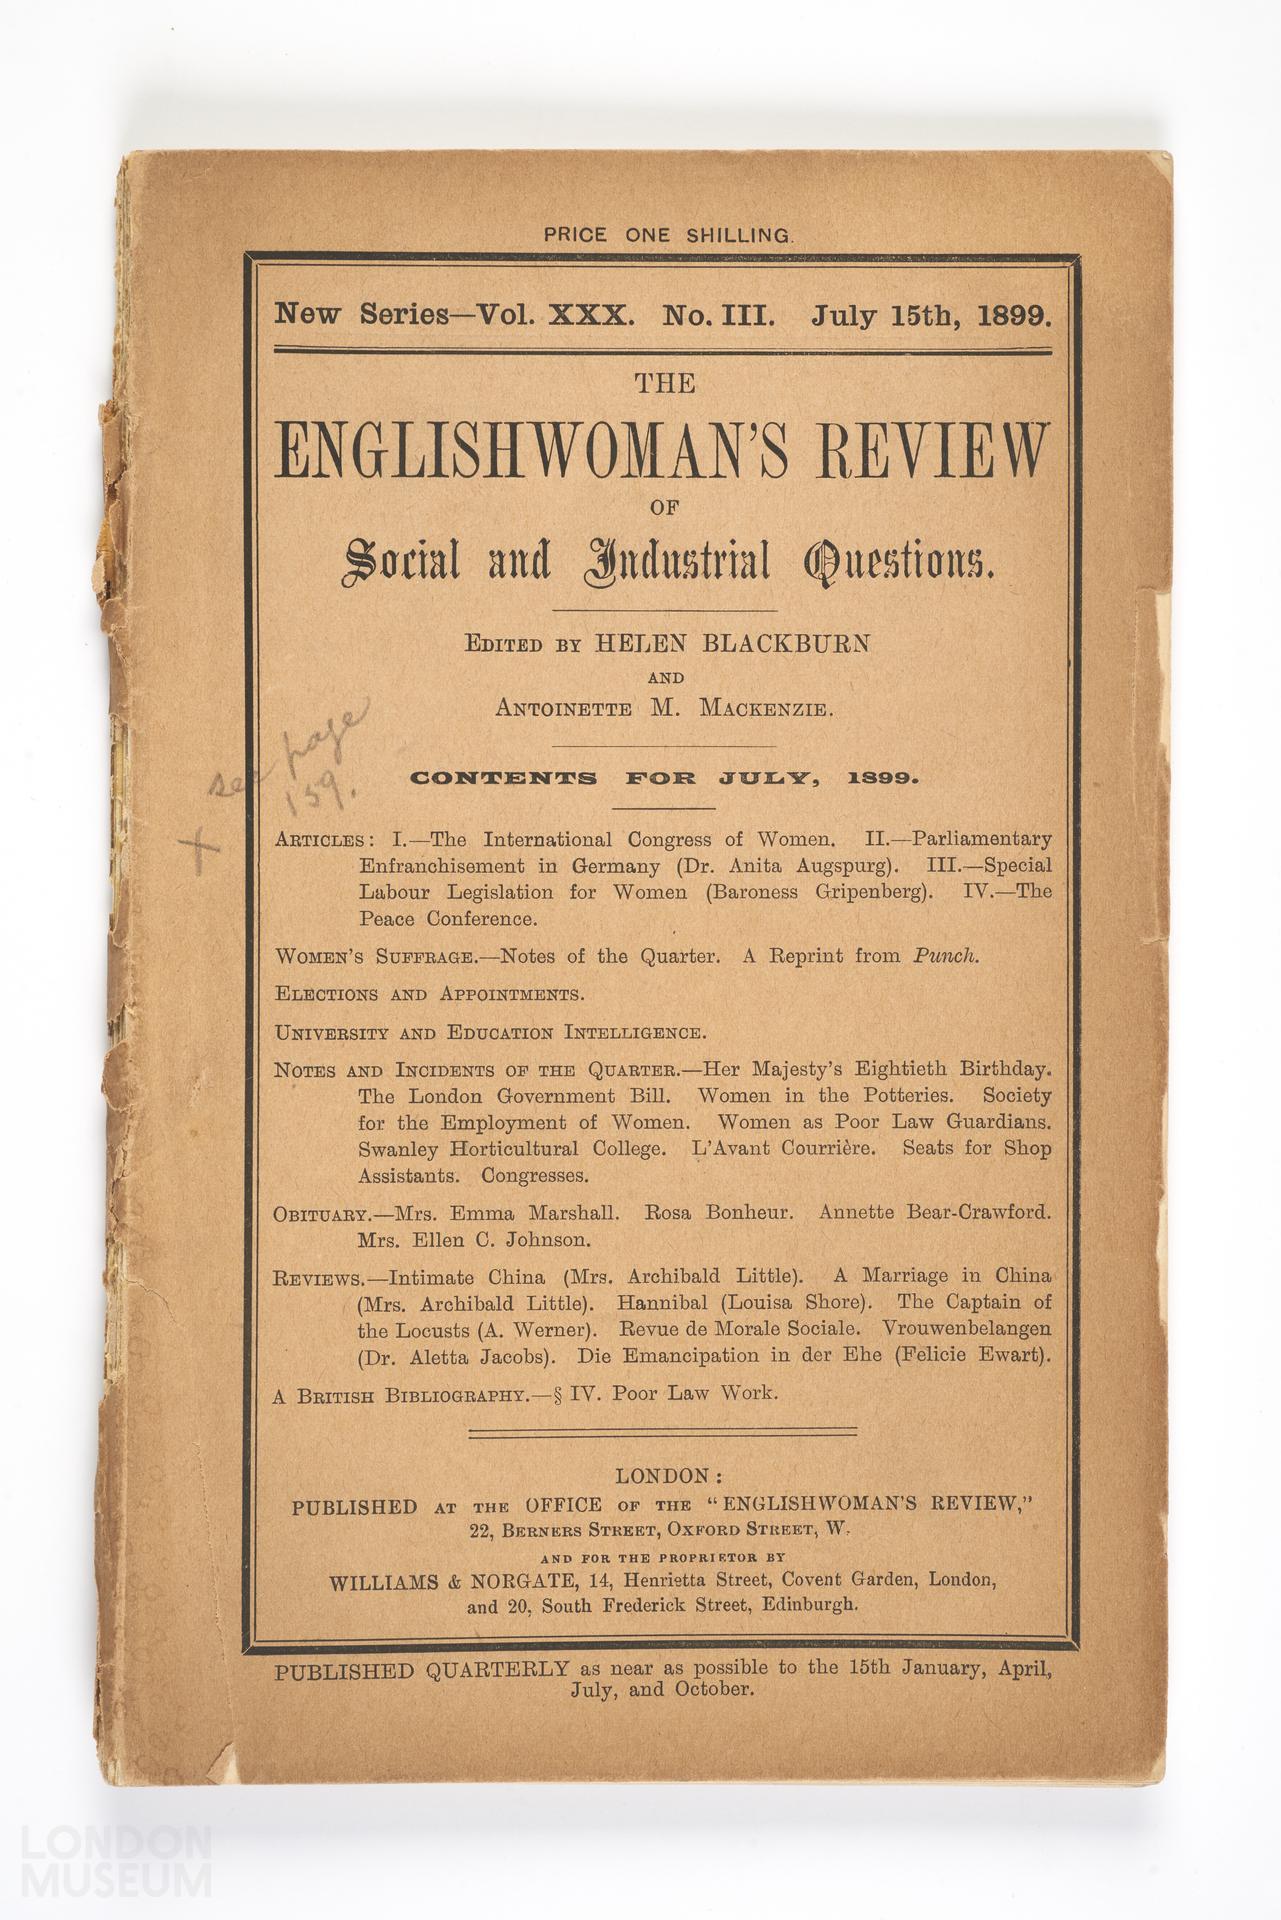 PRICE ONE SHILLING.
New Series—Vol. XXX. No. III. July 15th, 1899.
THE
ENGLISHWOMAN'S REVIEW
OF
Social and Industrial Questions.
EDITED BY HELEN BLACKBURN
AND
ANTOINETTE M. MACKENZIE.
see page
159.
X
CONTENTS FOR JULY, 1899.
ARTICLES: I.—The International Congress of Women. II.—Parliamentary
Enfranchisement in Germany (Dr. Anita Augspurg). III.—Special
Labour Legislation for Women (Baroness Gripenberg). IV.—The
Peace Conference.
WOMEN'S SUFFRAGE.—Notes of the Quarter. A Reprint from Punch.
ELECTIONS AND APPOINTMENTS.
UNIVERSITY AND EDUCATION INTELLIGENCE.
NOTES AND INCIDENTS OF THE QUARTER.—Her Majesty's Eightieth Birthday.
The London Government Bill. Women in the Potteries. Society
for the Employment of Women. Women as Poor Law Guardians.
Swanley Horticultural College. L'Avant Courrière. Seats for Shop
Assistants. Congresses.
OBITUARY.—Mrs. Emma Marshall. Rosa Bonheur. Annette Bear-Crawford.
Mrs. Ellen C. Johnson.
REVIEWS.—Intimate China (Mrs. Archibald Little). A Marriage in China
(Mrs. Archibald Little). Hannibal (Louisa Shore). The Captain of
the Locusts (A. Werner). Revue de Morale Sociale. Vrouwenbelangen
(Dr. Aletta Jacobs). Die Emancipation in der Ehe (Felicie Ewart).
A BRITISH BIBLIOGRAPHY.—§ IV. Poor Law Work.
LONDON:
PUBLISHED AT THE OFFICE OF THE "ENGLISHWOMAN'S REVIEW,"
22, BERNERS STREET, OXFORD STREET, W.
AND FOR THE PROPRIETOR BY
WILLIAMS & NORGATE, 14, Henrietta Street, Covent Garden, London,
and 20, South Frederick Street, Edinburgh.
PUBLISHED QUARTERLY as near as possible to the 15th January, April,
July, and October.
LONDON
MUSEUM